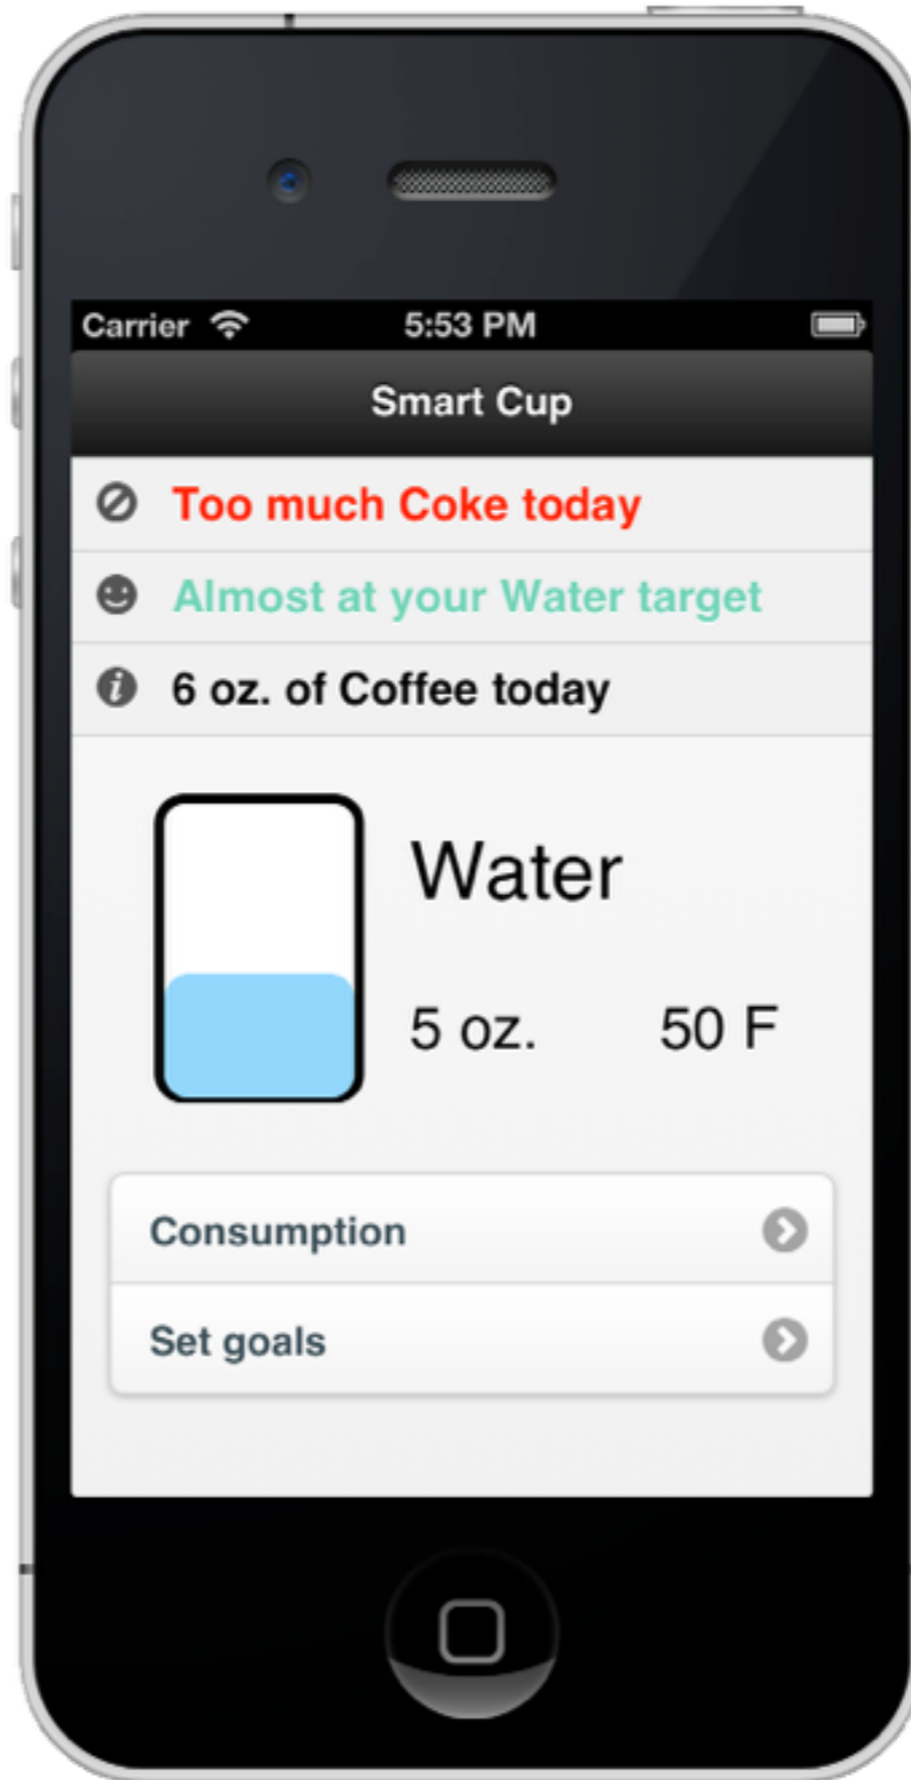 Carrier 5:53 PM
Smart Cup
Too much Coke today
Almost at your Water target
6 oz. of Coffee today
Water
5 oz. 50 F
Consumption
Set goals